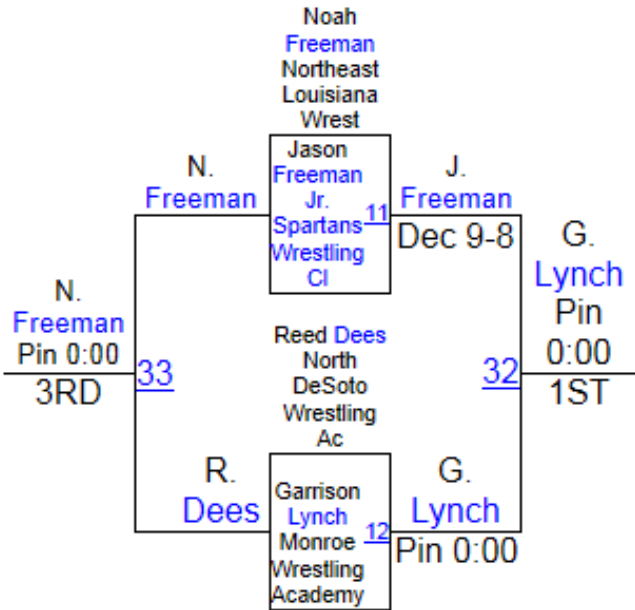 Noah
Freeman
Northeast
Louisiana
Wrest
N.
Freeman
Jason
Freeman
Jr.
Spartans
Wrestling
Cl
11
J.
Freeman
Dec 9-8
G.
Lynch
Pin
0:00
1ST
N.
Freeman
Pin 0:00
3RD
33
32
Reed Dees
North
DeSoto
Wrestling
Ac
R.
Dees
Garrison
Lynch
Monroe
Wrestling
Academy
12
G.
Lynch
Pin 0:00